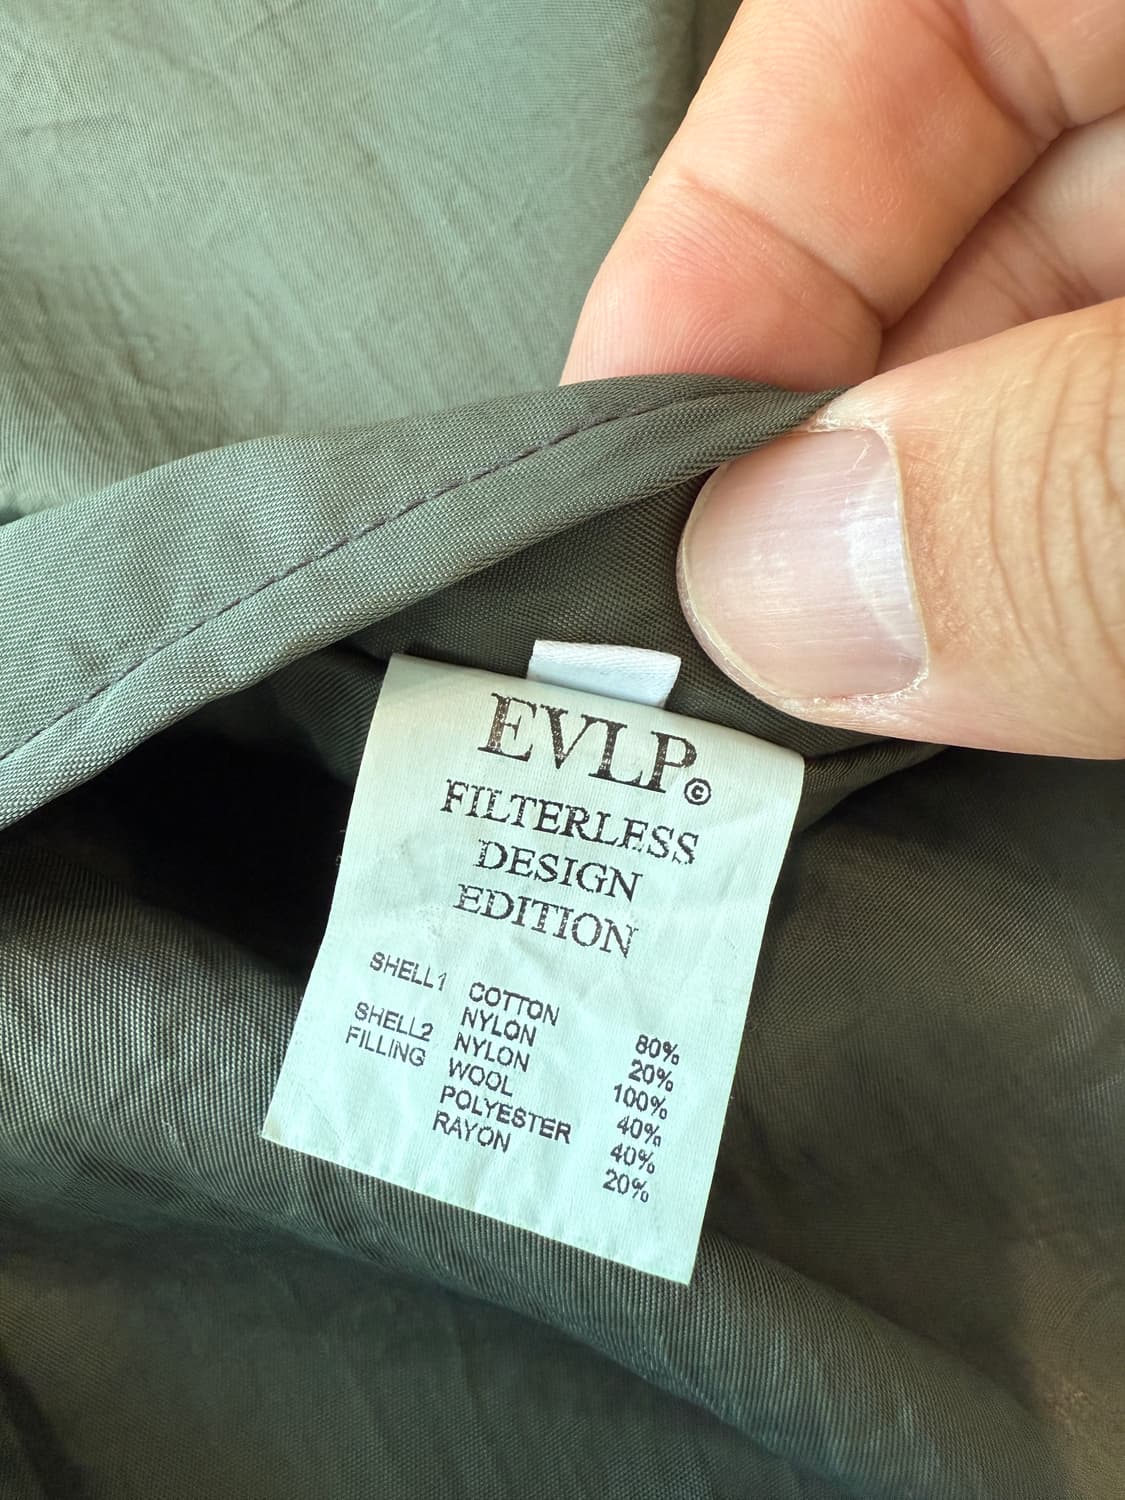 EVLP©
FILTERLESS
DESIGN
EDITION
SHELL1 COTTON 80%
NYLON 20%
SHELL2 NYLON 100%
FILLING WOOL 40%
POLYESTER 40%
RAYON 20%